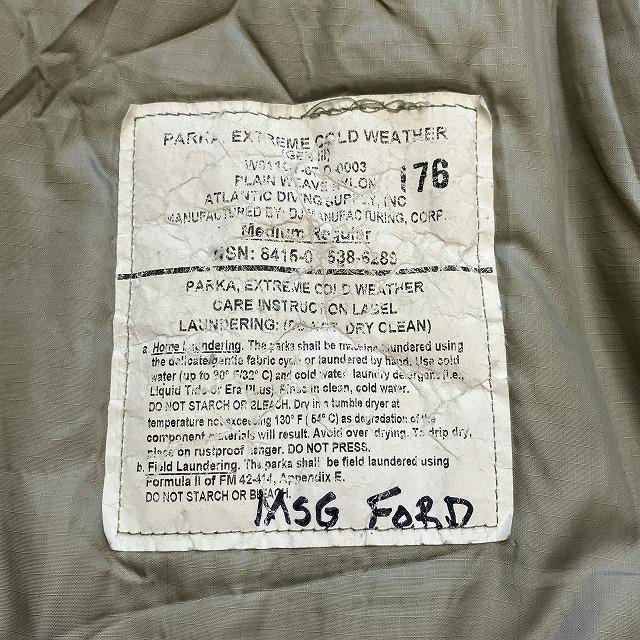 PARKA, EXTREME COLD WEATHER
(GEN III)
PLAIN WEAVE NYLON
176
ATLANTIC DIVING SUPPLY, INC
MANUFACTURED BY: DJ MANUFACTURING, CORP.
Medium Regular
NSN: 8415-0 538-6289
PARKA, EXTREME COLD WEATHER
CARE INSTRUCTION LABEL
LAUNDERING: (DO NOT DRY CLEAN)
a. Home Laundering. The parka shall be machine laundered using
the delicate/gentle fabric cycle or laundered by hand. Use cold
water (up to 90° F/32° C) and cold water laundry detergent (i.e.,
Liquid Tide or Era Plus). Rinse in clean, cold water.
DO NOT STARCH OR BLEACH. Dry in a tumble dryer at
temperature not exceeding 130° F ( 54° C) as degradation of the
component materials will result. Avoid over drying. To drip dry,
place on rustproof hanger. DO NOT PRESS.
b. Field Laundering. The parka shall be field laundered using
Formula II of FM 42-414, Appendix E.
DO NOT STARCH OR BLEACH.
MSG FORD